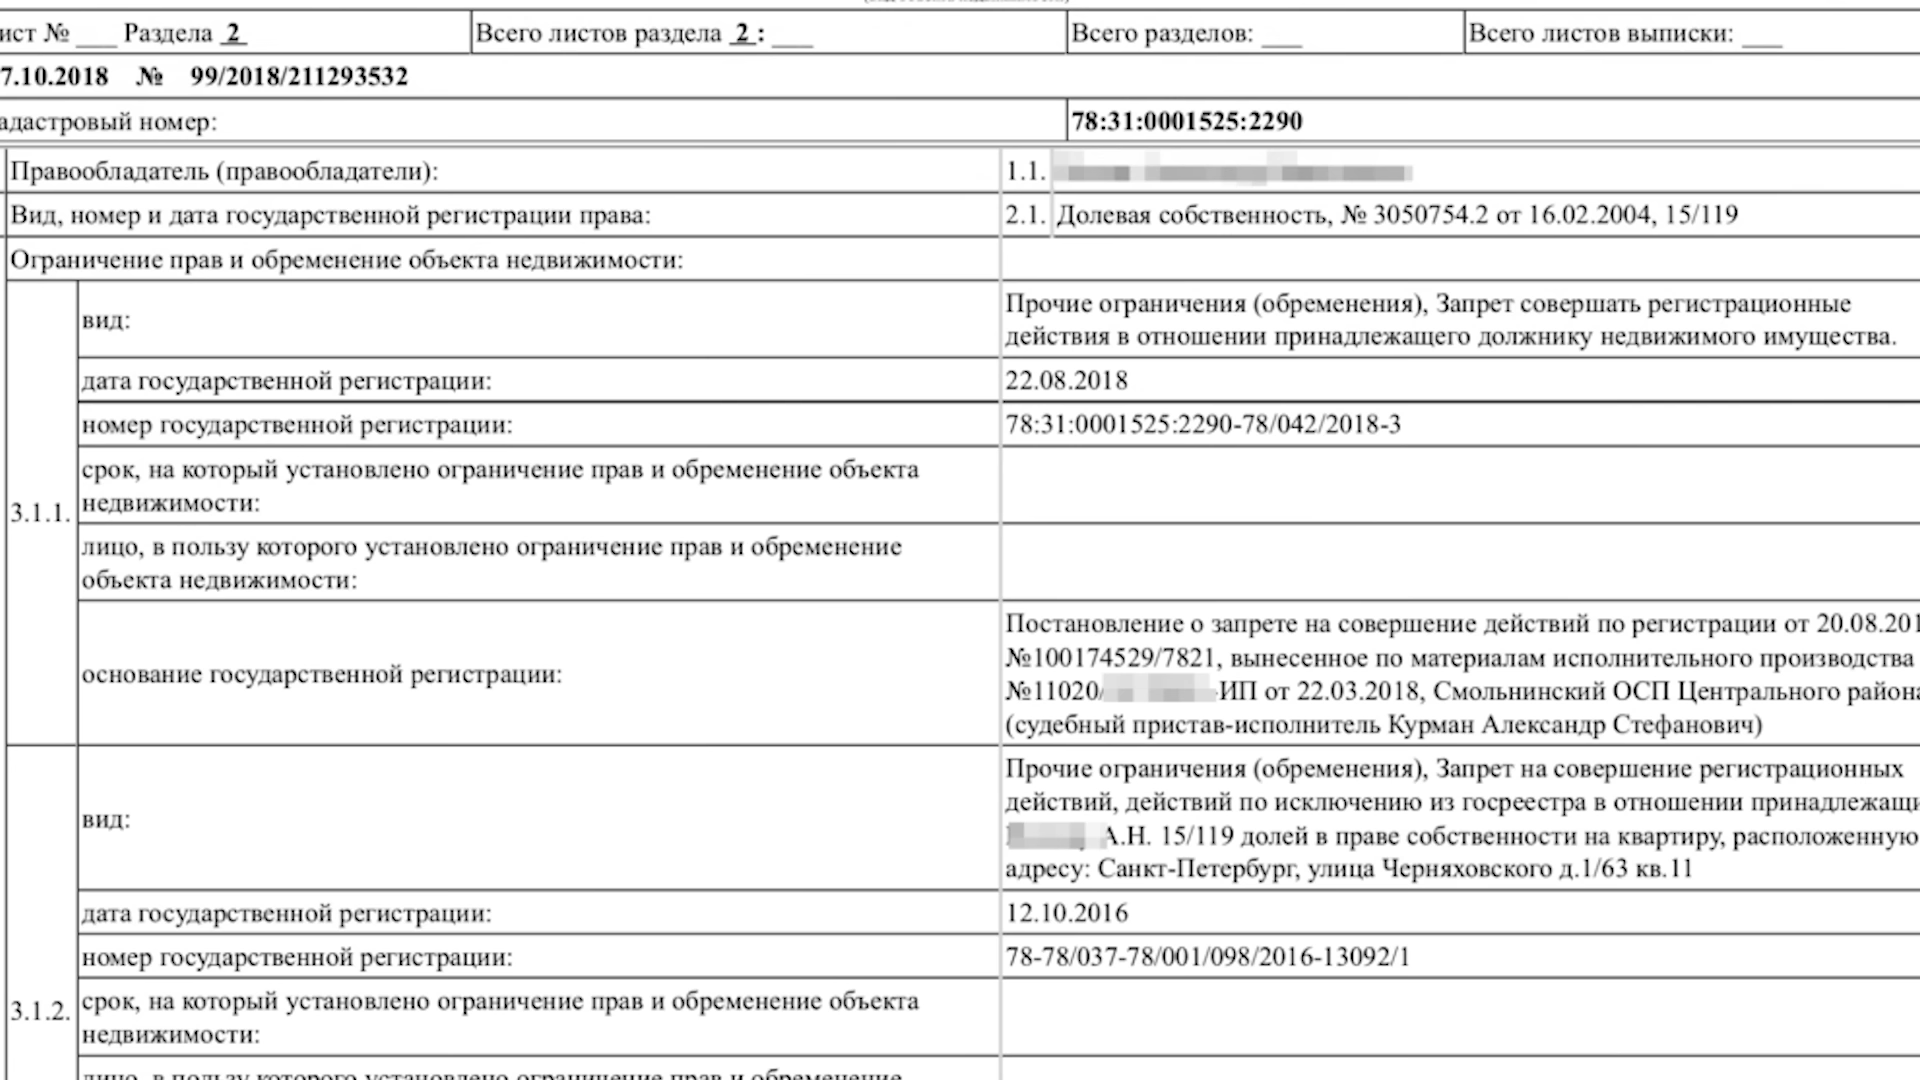 ист № ___ Раздела 2
Всего листов раздела 2 : ___
Всего разделов: ___
Всего листов выписки: ___
7.10.2018 № 99/2018/211293532
адастровый номер:
78:31:0001525:2290
Правообладатель (правообладатели):
1.1.
Вид, номер и дата государственной регистрации права:
2.1. Долевая собственность, № 3050754.2 от 16.02.2004, 15/119
Ограничение прав и обременение объекта недвижимости:
3.1.1.
вид:
Прочие ограничения (обременения), Запрет совершать регистрационные
действия в отношении принадлежащего должнику недвижимого имущества.
дата государственной регистрации:
22.08.2018
номер государственной регистрации:
78:31:0001525:2290-78/042/2018-3
срок, на который установлено ограничение прав и обременение объекта
недвижимости:
лицо, в пользу которого установлено ограничение прав и обременение
объекта недвижимости:
основание государственной регистрации:
Постановление о запрете на совершение действий по регистрации от 20.08.201
№100174529/7821, вынесенное по материалам исполнительного производства
№11020/ -ИП от 22.03.2018, Смольнинский ОСП Центрального района
(судебный пристав-исполнитель Курман Александр Стефанович)
3.1.2.
вид:
Прочие ограничения (обременения), Запрет на совершение регистрационных
действий, действий по исключению из госреестра в отношении принадлежащи
А.Н. 15/119 долей в праве собственности на квартиру, расположенную
адресу: Санкт-Петербург, улица Черняховского д.1/63 кв.11
дата государственной регистрации:
12.10.2016
номер государственной регистрации:
78-78/037-78/001/098/2016-13092/1
срок, на который установлено ограничение прав и обременение объекта
недвижимости:
лицо, в пользу которого установлено ограничение прав и обременение